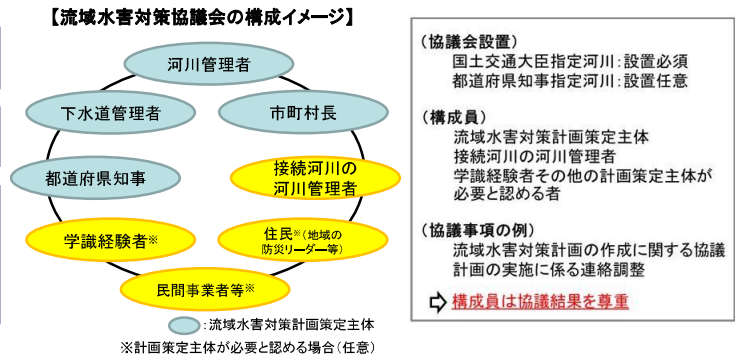 【流域水害対策協議会の構成イメージ】
河川管理者
下水道管理者
市町村長
都道府県知事
接続河川の
河川管理者
学識経験者※
住民※(地域の
防災リーダー等)
民間事業者等※
:流域水害対策計画策定主体
※計画策定主体が必要と認める場合(任意)
(協議会設置)
国土交通大臣指定河川:設置必須
都道府県知事指定河川:設置任意
(構成員)
流域水害対策計画策定主体
接続河川の河川管理者
学識経験者その他の計画策定主体が
必要と認める者
(協議事項の例)
流域水害対策計画の作成に関する協議
計画の実施に係る連絡調整
⇨ 構成員は協議結果を尊重